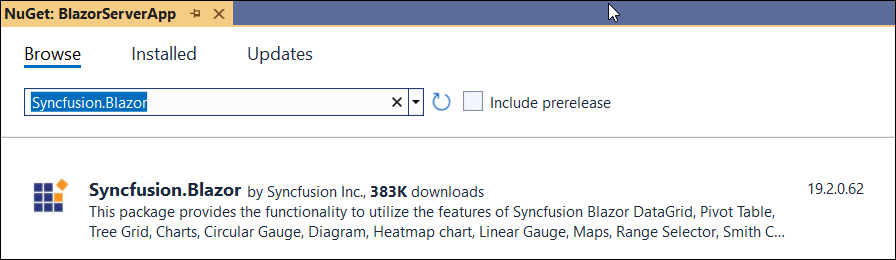 NuGet: BlazorServerApp
Browse Installed Updates
Syncfusion.Blazor Include prerelease
Syncfusion.Blazor by Syncfusion Inc., 383K downloads 19.2.0.62
This package provides the functionality to utilize the features of Syncfusion Blazor DataGrid, Pivot Table,
Tree Grid, Charts, Circular Gauge, Diagram, Heatmap chart, Linear Gauge, Maps, Range Selector, Smith C...